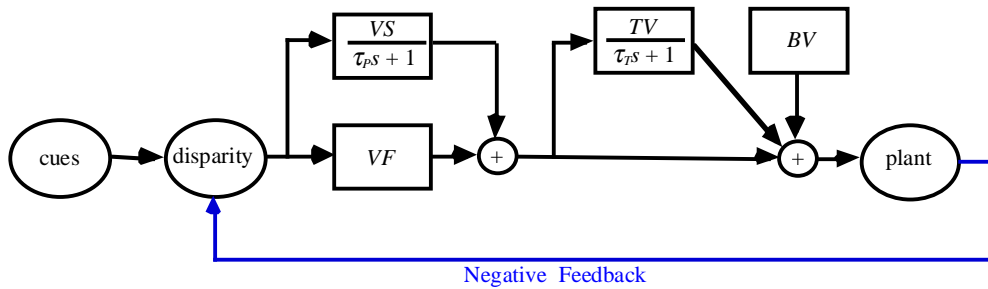 VS
τPs + 1
TV
τTs + 1
BV
cues
disparity
VF
+
+
plant
Negative Feedback